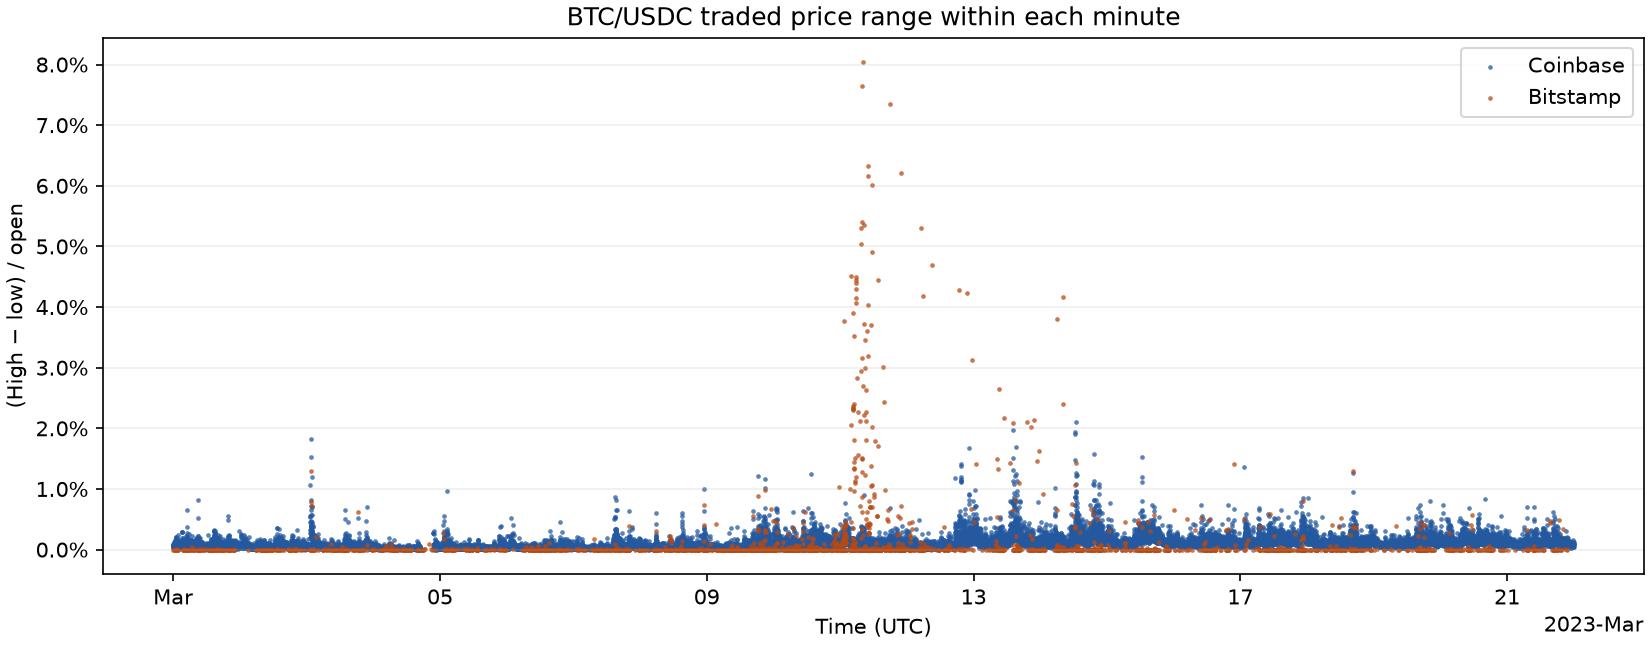 BTC/USDC traded price range within each minute
Coinbase
Bitstamp
8.0%
7.0%
6.0%
5.0%
4.0%
3.0%
2.0%
1.0%
0.0%
(High − low) / open
Mar
05
09
13
17
21
Time (UTC)
2023-Mar